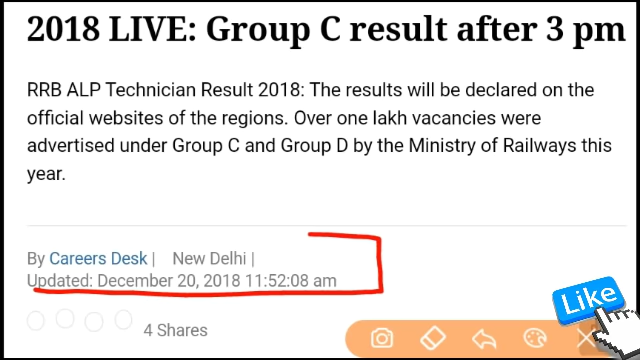 2018 LIVE: Group C result after 3 pm
RRB ALP Technician Result 2018: The results will be declared on the
official websites of the regions. Over one lakh vacancies were
advertised under Group C and Group D by the Ministry of Railways this
year.
By Careers Desk | New Delhi |
Updated: December 20, 2018 11:52:08 am
4 Shares
Like